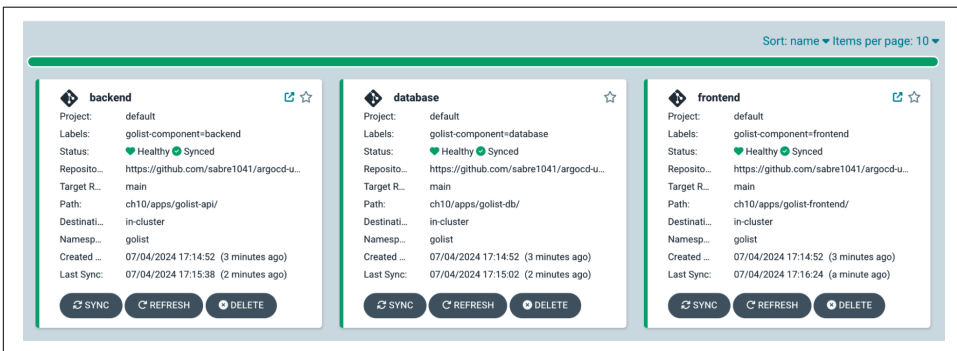 Sort: name Items per page: 10
backend
Project: default
Labels: golist-component=backend
Status: Healthy Synced
Reposito... https://github.com/sabre1041/argocd-u...
Target R... main
Path: ch10/apps/golist-api/
Destinati... in-cluster
Namesp... golist
Created ... 07/04/2024 17:14:52 (3 minutes ago)
Last Sync: 07/04/2024 17:15:38 (2 minutes ago)
SYNC REFRESH DELETE
database
Project: default
Labels: golist-component=database
Status: Healthy Synced
Reposito... https://github.com/sabre1041/argocd-u...
Target R... main
Path: ch10/apps/golist-db/
Destinati... in-cluster
Namesp... golist
Created ... 07/04/2024 17:14:52 (3 minutes ago)
Last Sync: 07/04/2024 17:15:02 (2 minutes ago)
SYNC REFRESH DELETE
frontend
Project: default
Labels: golist-component=frontend
Status: Healthy Synced
Reposito... https://github.com/sabre1041/argocd-u...
Target R... main
Path: ch10/apps/golist-frontend/
Destinati... in-cluster
Namesp... golist
Created ... 07/04/2024 17:14:52 (3 minutes ago)
Last Sync: 07/04/2024 17:16:24 (a minute ago)
SYNC REFRESH DELETE